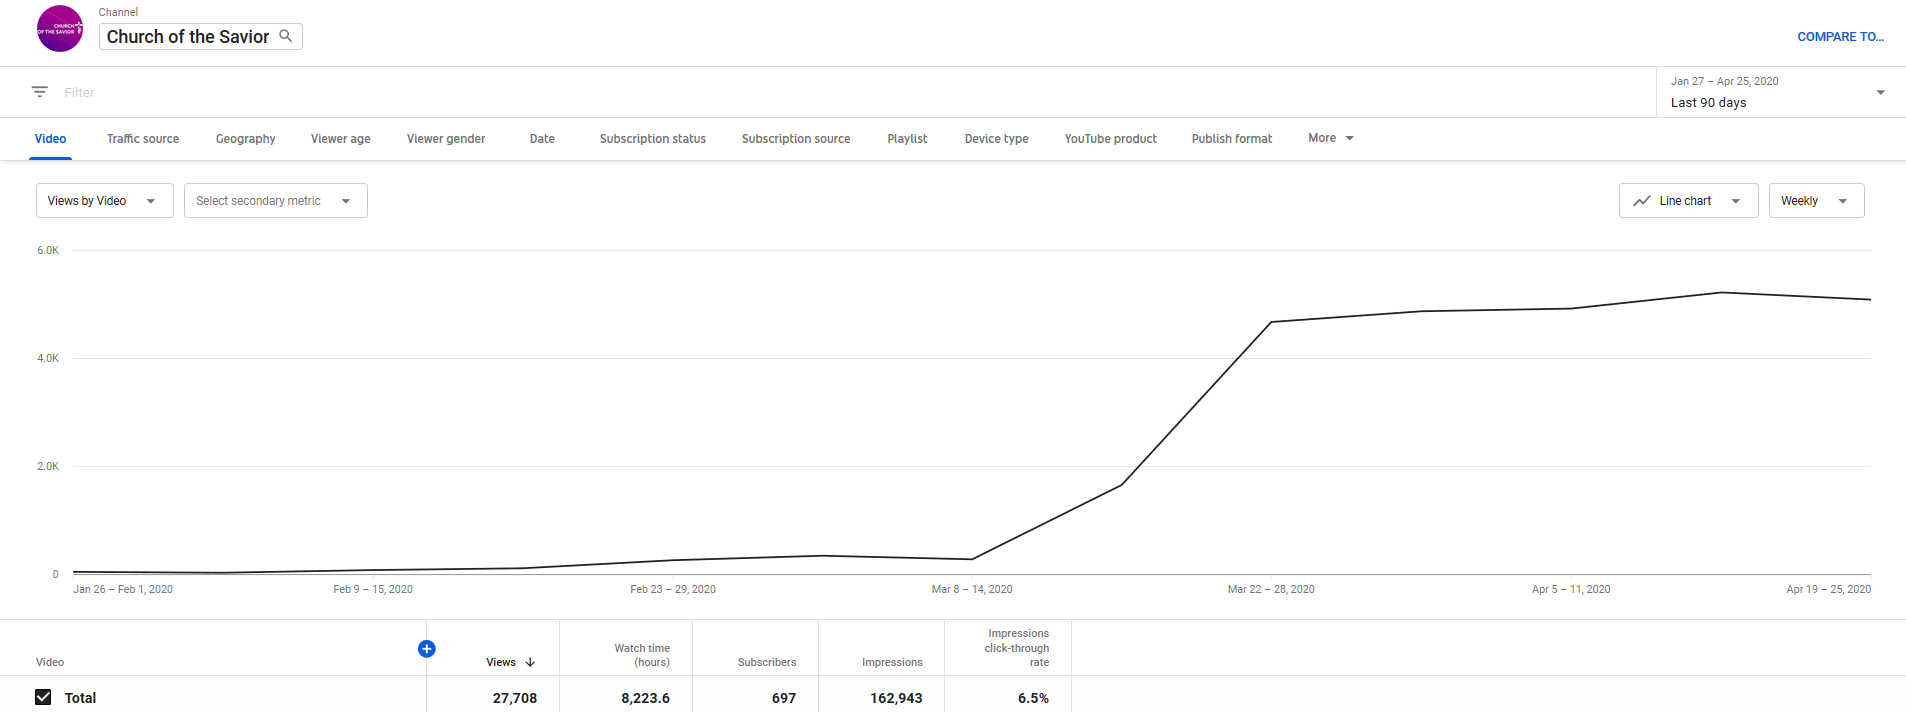 Channel
CHURCH
OF THE SAVIOR
Church of the Savior
COMPARE TO...
Filter
Jan 27 – Apr 25, 2020
Last 90 days
Video Traffic source Geography Viewer age Viewer gender Date Subscription status Subscription source Playlist Device type YouTube product Publish format More
Views by Video Select secondary metric Line chart Weekly
6.0K
4.0K
2.0K
0
Jan 26 – Feb 1, 2020 Feb 9 – 15, 2020 Feb 23 – 29, 2020 Mar 8 – 14, 2020 Mar 22 – 28, 2020 Apr 5 – 11, 2020 Apr 19 – 25, 2020
Video Views Watch time (hours) Subscribers Impressions Impressions click-through rate
Total 27,708 8,223.6 697 162,943 6.5%